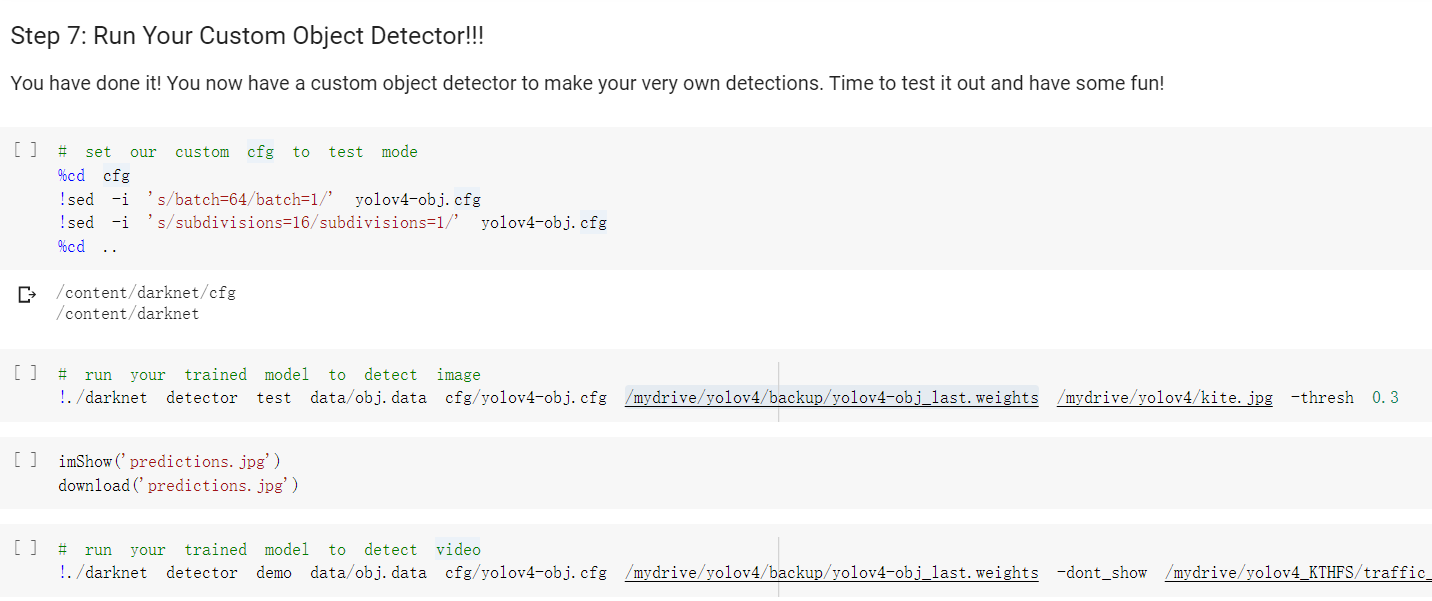 Step 7: Run Your Custom Object Detector!!!
You have done it! You now have a custom object detector to make your very own detections. Time to test it out and have some fun!
[ ] # set our custom cfg to test mode
%cd cfg
!sed -i 's/batch=64/batch=1/' yolov4-obj.cfg
!sed -i 's/subdivisions=16/subdivisions=1/' yolov4-obj.cfg
%cd ..
/content/darknet/cfg
/content/darknet
[ ] # run your trained model to detect image
!./darknet detector test data/obj.data cfg/yolov4-obj.cfg /mydrive/yolov4/backup/yolov4-obj_last.weights /mydrive/yolov4/kite.jpg -thresh 0.3
[ ] imShow('predictions.jpg')
download('predictions.jpg')
[ ] # run your trained model to detect video
!./darknet detector demo data/obj.data cfg/yolov4-obj.cfg /mydrive/yolov4/backup/yolov4-obj_last.weights -dont_show /mydrive/yolov4_KTHFS/traffic_